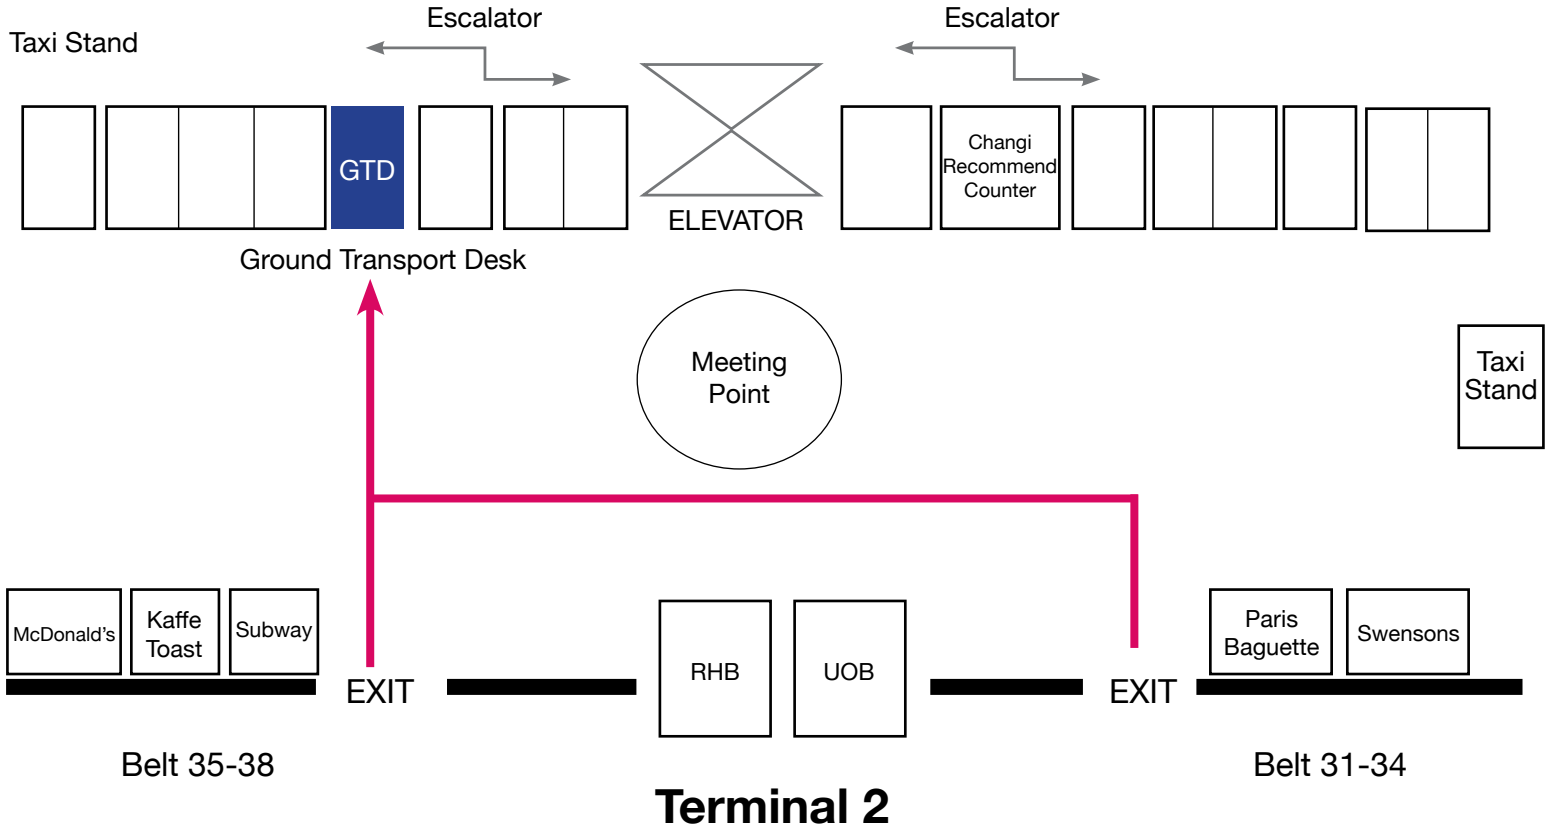 Escalator
Escalator
Taxi Stand
GTD
Changi
Recommend
Counter
ELEVATOR
Ground Transport Desk
Meeting
Point
Taxi
Stand
McDonald's
Kaffe
Toast
Subway
RHB
UOB
Paris
Baguette
Swensons
EXIT
EXIT
Belt 35-38
Belt 31-34
Terminal 2